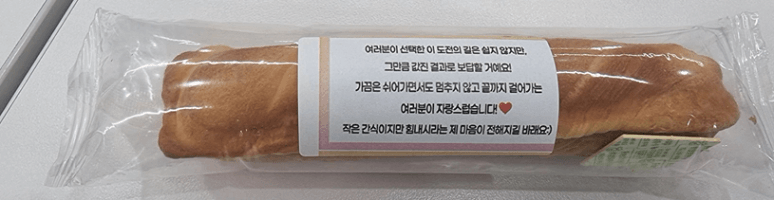 여러분이 선택한 이 도전의 길은 쉽지 않지만,
그만큼 값진 결과로 보답할 거예요!
가끔은 쉬어가면서도 멈추지 않고 끝까지 걸어가는
여러분이 자랑스럽습니다!❤
작은 간식이지만 힘내시라는 제 마음이 전해지길 바래요:)